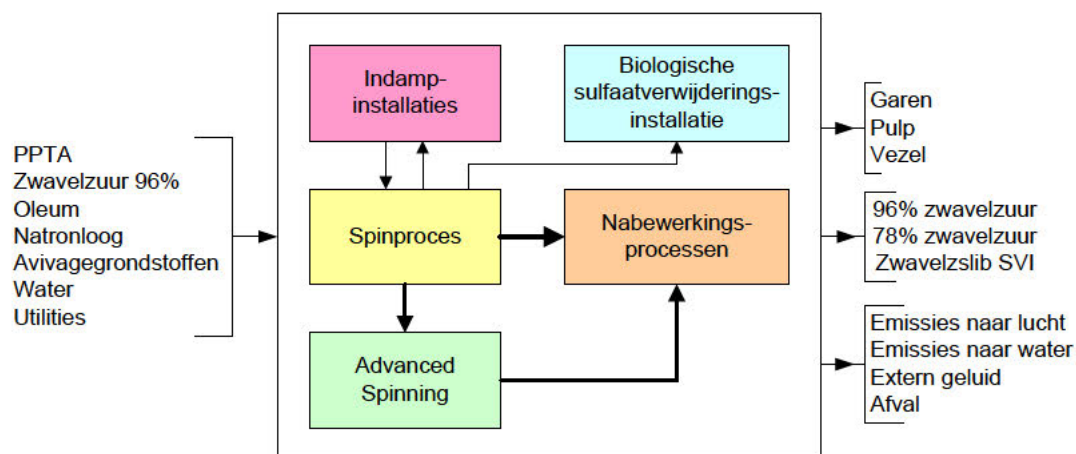 PPTA
Zwavelzuur 96%
Oleum
Natronloog
Avivagegrondstoffen
Water
Utilities
Indamp-
installaties
Biologische
sulfaatverwijderings-
installatie
Spinproces
Nabewerkings-
processen
Advanced
Spinning
Garen
Pulp
Vezel
96% zwavelzuur
78% zwavelzuur
Zwavelzslib SVI
Emissies naar lucht
Emissies naar water
Extern geluid
Afval